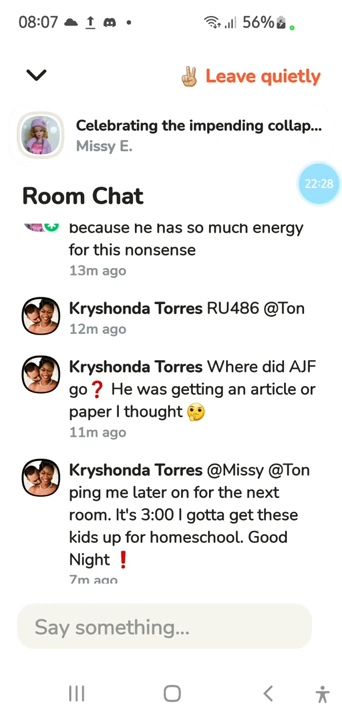 08:07
56%
✌🏼 Leave quietly
Celebrating the impending collap...
Missy E.
22:28
Room Chat
because he has so much energy
for this nonsense
13m ago
Kryshonda Torres RU486 @Ton
12m ago
Kryshonda Torres Where did AJF
go❓ He was getting an article or
paper I thought 🤔
11m ago
Kryshonda Torres @Missy @Ton
ping me later on for the next
room. It's 3:00 I gotta get these
kids up for homeschool. Good
Night ❗
7m ago
Say something...